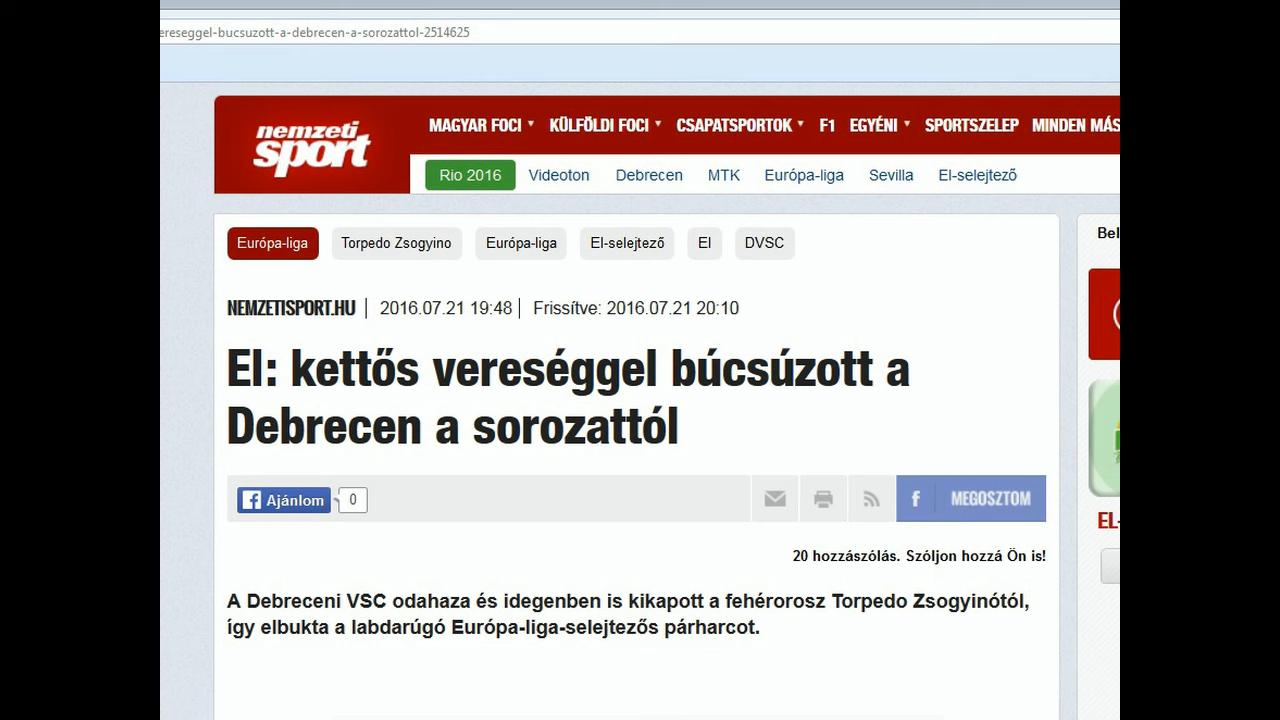 ereseggel-bucsuzott-a-debrecen-a-sorozattol-2514625
nemzeti
sport
MAGYAR FOCI KÜLFÖLDI FOCI CSAPATSPORTOK F1 EGYÉNI SPORTSZELEP MINDEN MÁS
Rio 2016 Videoton Debrecen MTK Európa-liga Sevilla El-selejtező
Európa-liga Torpedo Zsogyino Európa-liga El-selejtező El DVSC
Bel
NEMZETISPORT.HU | 2016.07.21 19:48 | Frissítve: 2016.07.21 20:10
El: kettős vereséggel búcsúzott a
Debrecen a sorozattól
f Ajánlom 0 f MEGOSZTOM
EL-
20 hozzászólás. Szóljon hozzá Ön is!
A Debreceni VSC odahaza és idegenben is kikapott a fehérorosz Torpedo Zsogyinótól,
így elbukta a labdarúgó Európa-liga-selejtezős párharcot.